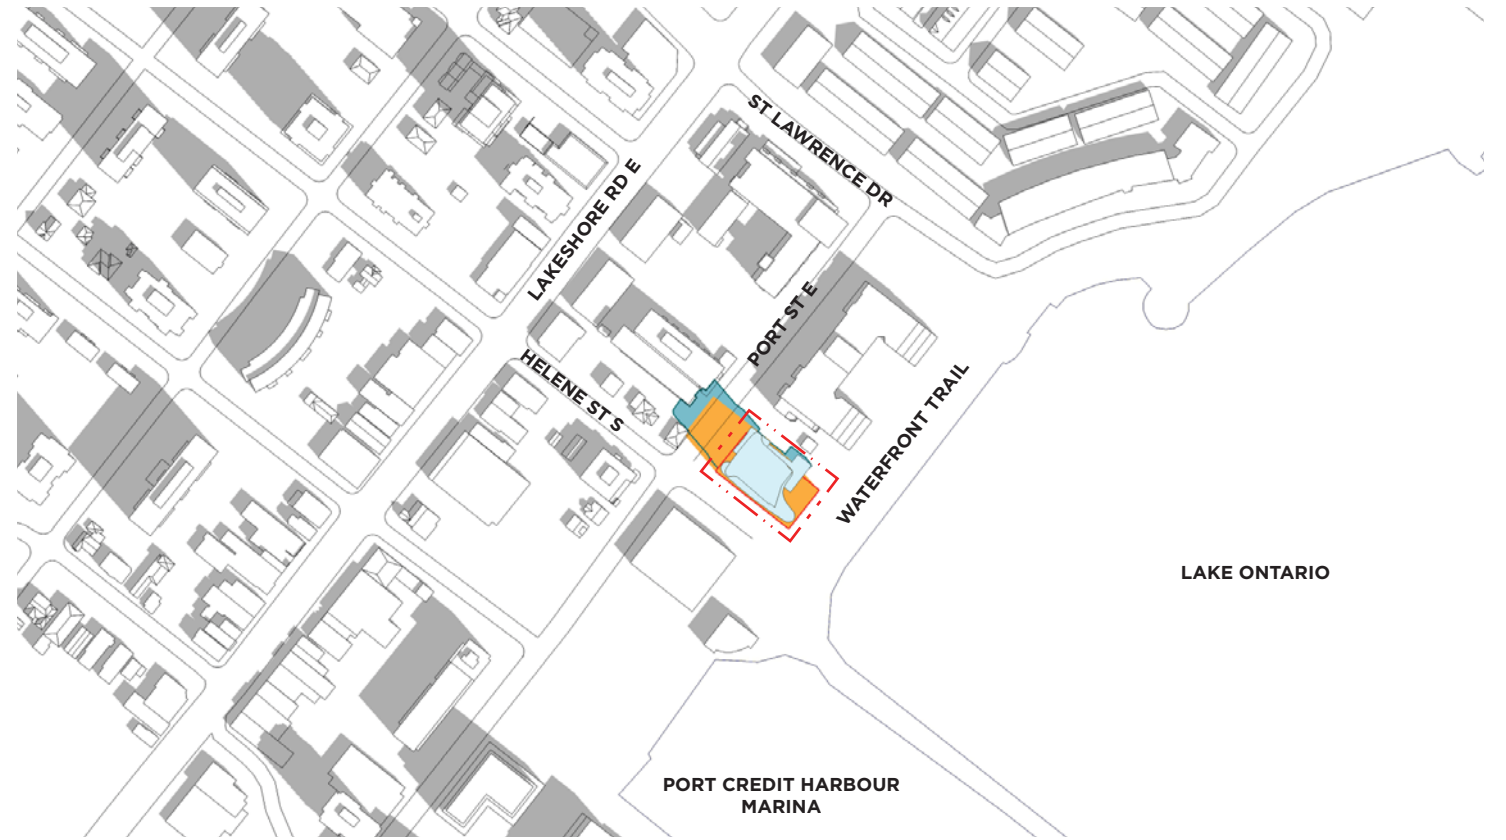 ST LAWRENCE DR
LAKESHORE RD E
PORT ST E
HELENE ST S
WATERFRONT TRAIL
LAKE ONTARIO
PORT CREDIT HARBOUR
MARINA